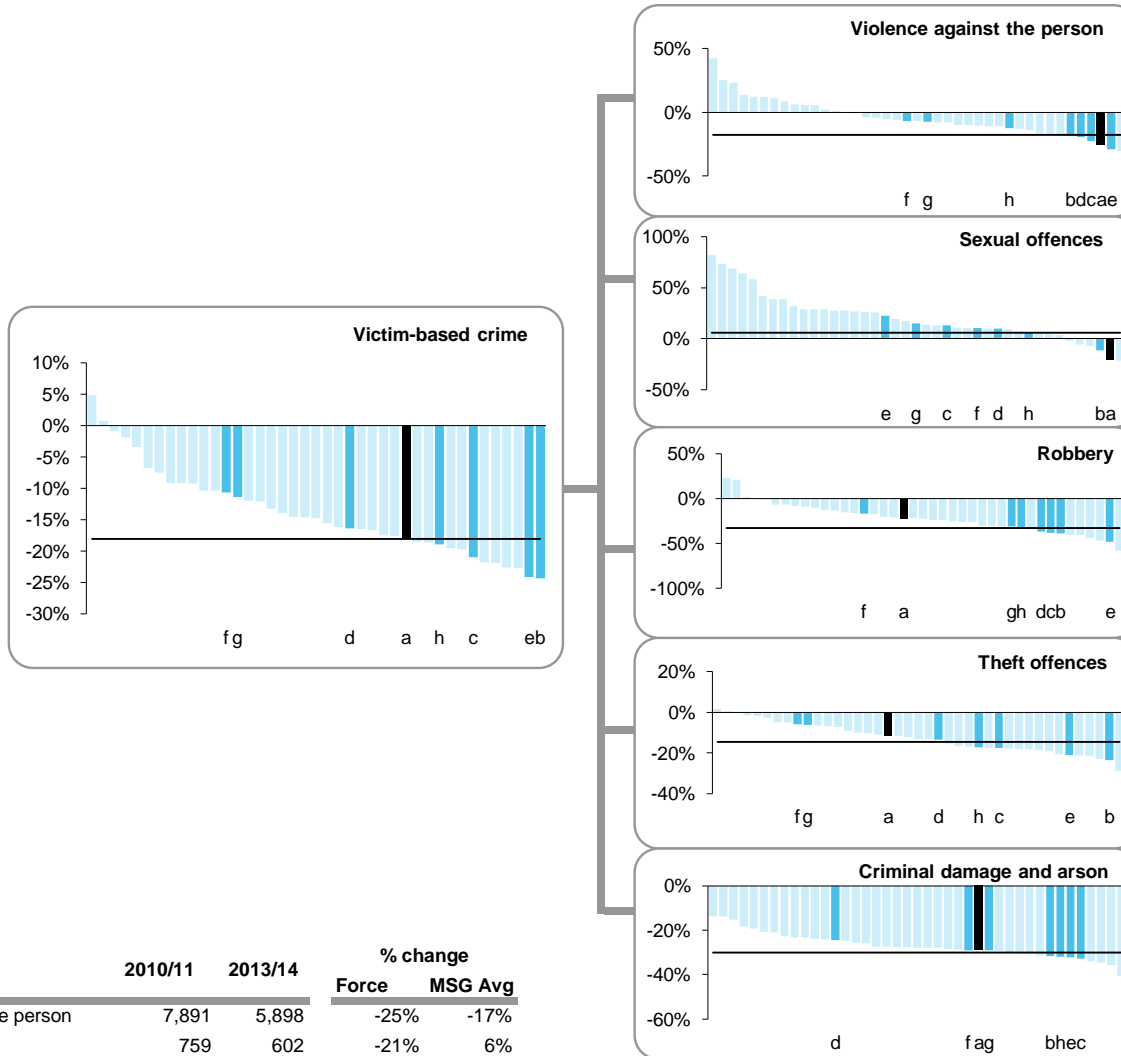 Violence against the person
50%
0%
-50%
f g h bdcae
Sexual offences
100%
50%
0%
-50%
e g c f d h ba
Victim-based crime
10%
5%
0%
-5%
-10%
-15%
-20%
-25%
-30%
f g d a h c eb
Robbery
50%
0%
-50%
-100%
f a gh dcb e
Theft offences
20%
0%
-20%
-40%
f g a d h c e b
Criminal damage and arson
0%
-20%
-40%
-60%
d f ag bhec
2010/11 2013/14 % change
Force MSG Avg
e person 7,891 5,898 -25% -17%
759 602 -21% 6%